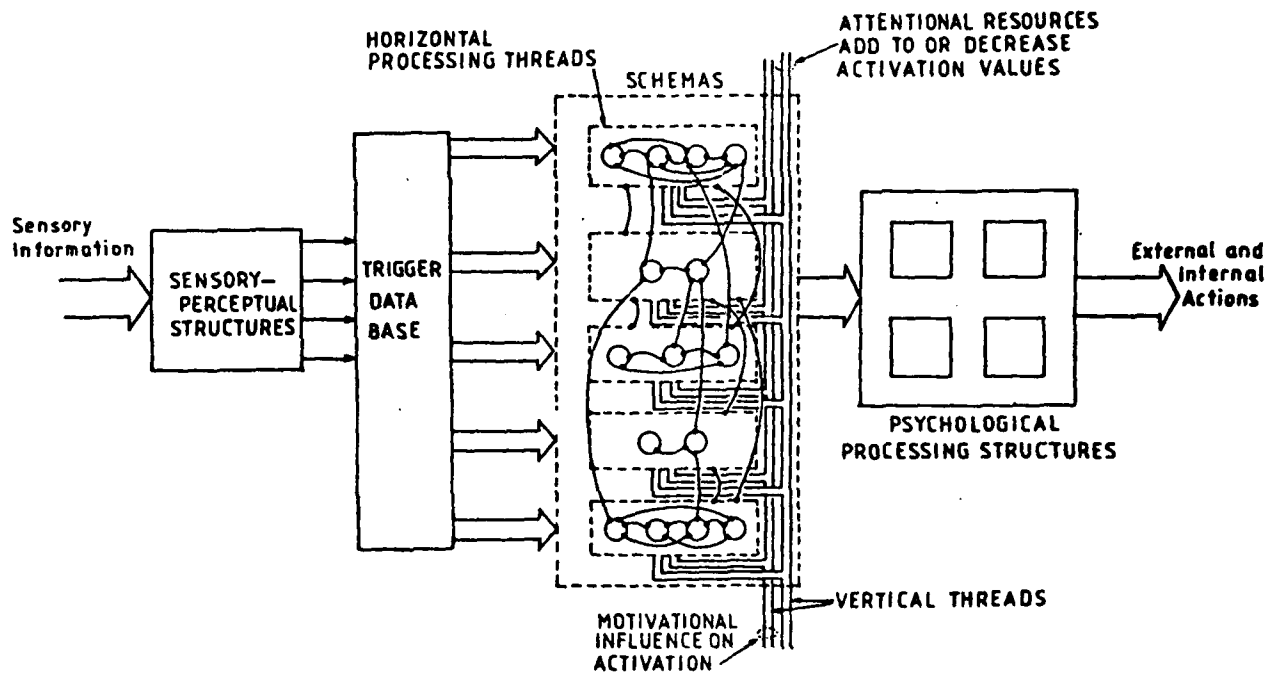 ATTENTIONAL RESOURCES
ADD TO OR DECREASE
ACTIVATION VALUES
HORIZONTAL
PROCESSING THREADS
SCHEMAS
Sensory
Information
SENSORY—
PERCEPTUAL
STRUCTURES
TRIGGER
DATA
BASE
External and
Internal
Actions
PSYCHOLOGICAL
PROCESSING STRUCTURES
VERTICAL THREADS
MOTIVATIONAL
INFLUENCE ON
ACTIVATION